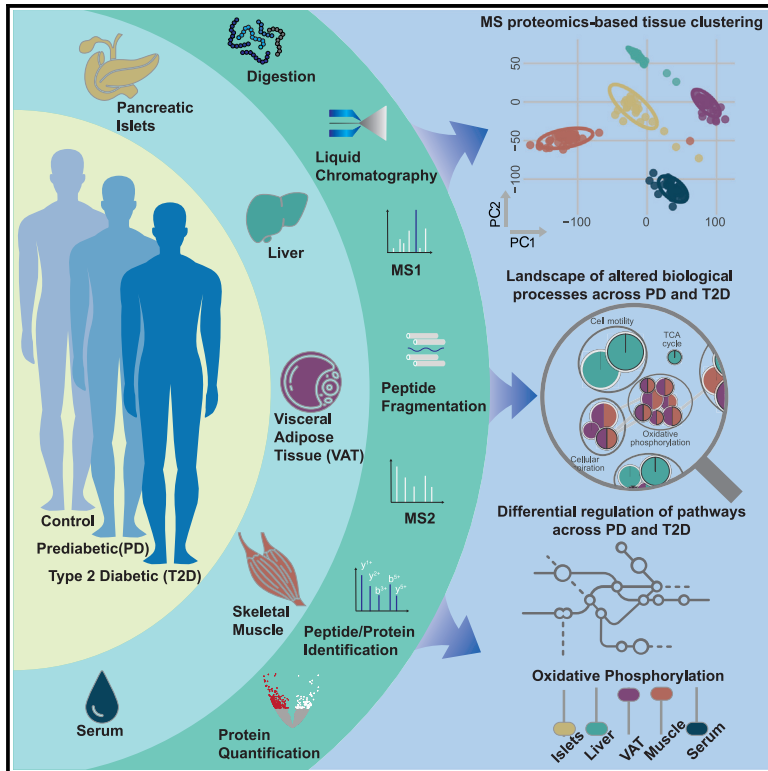 Pancreatic
Islets
Liver
Visceral
Adipose
Tissue (VAT)
Skeletal
Muscle
Serum
Control
Prediabetic(PD)
Type 2 Diabetic (T2D)
Digestion
Liquid
Chromatography
MS1
Peptide
Fragmentation
MS2
y¹⁺
y²⁺
b³⁺
Peptide/Protein
Identification
Protein
Quantification
MS proteomics-based tissue clustering
50
0
-50
-100
PC2
PC1
-100
0
100
Landscape of altered biological
processes across PD and T2D
Cell motility
TCA
cycle
Oxidative
phosphorylation
Cellular
Differential regulation of pathways
across PD and T2D
Oxidative Phosphorylation
Islets
Liver
VAT
Muscle
Serum